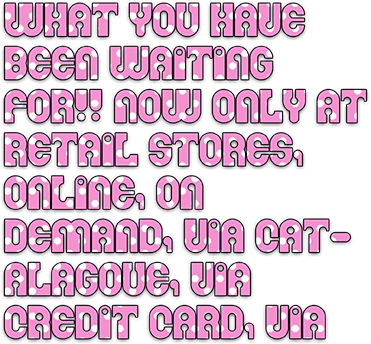 WHAT YOU HAVE
BEEN WAITING
FOR!! NOW ONLY AT
RETAIL STORES,
ONLINE, ON
DEMAND, VIA CAT-
ALAGOUE, VIA
CREDIT CARD, VIA